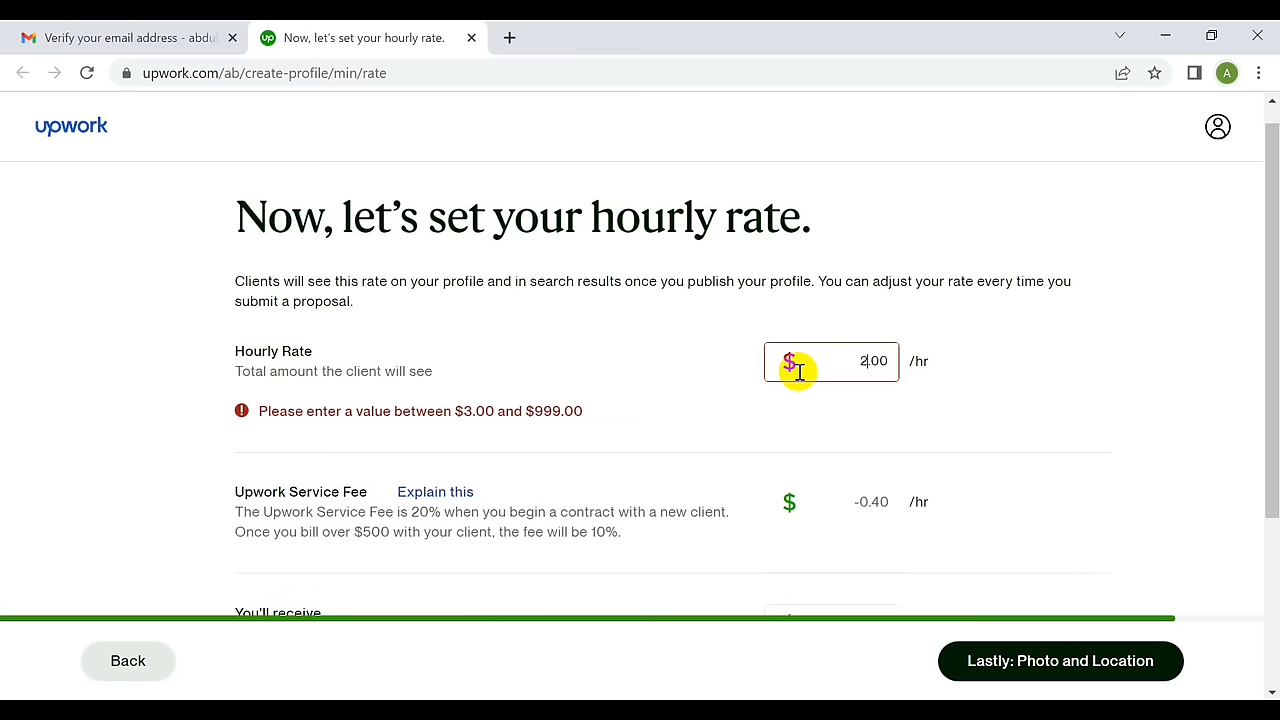 Verify your email address - abdul
Now, let's set your hourly rate.
upwork.com/ab/create-profile/min/rate
A
upwork
Now, let's set your hourly rate.
Clients will see this rate on your profile and in search results once you publish your profile. You can adjust your rate every time you
submit a proposal.
Hourly Rate
$ 2.00 /hr
Total amount the client will see
Please enter a value between $3.00 and $999.00
Upwork Service Fee Explain this
$ -0.40 /hr
The Upwork Service Fee is 20% when you begin a contract with a new client.
Once you bill over $500 with your client, the fee will be 10%.
You'll receive
Back
Lastly: Photo and Location